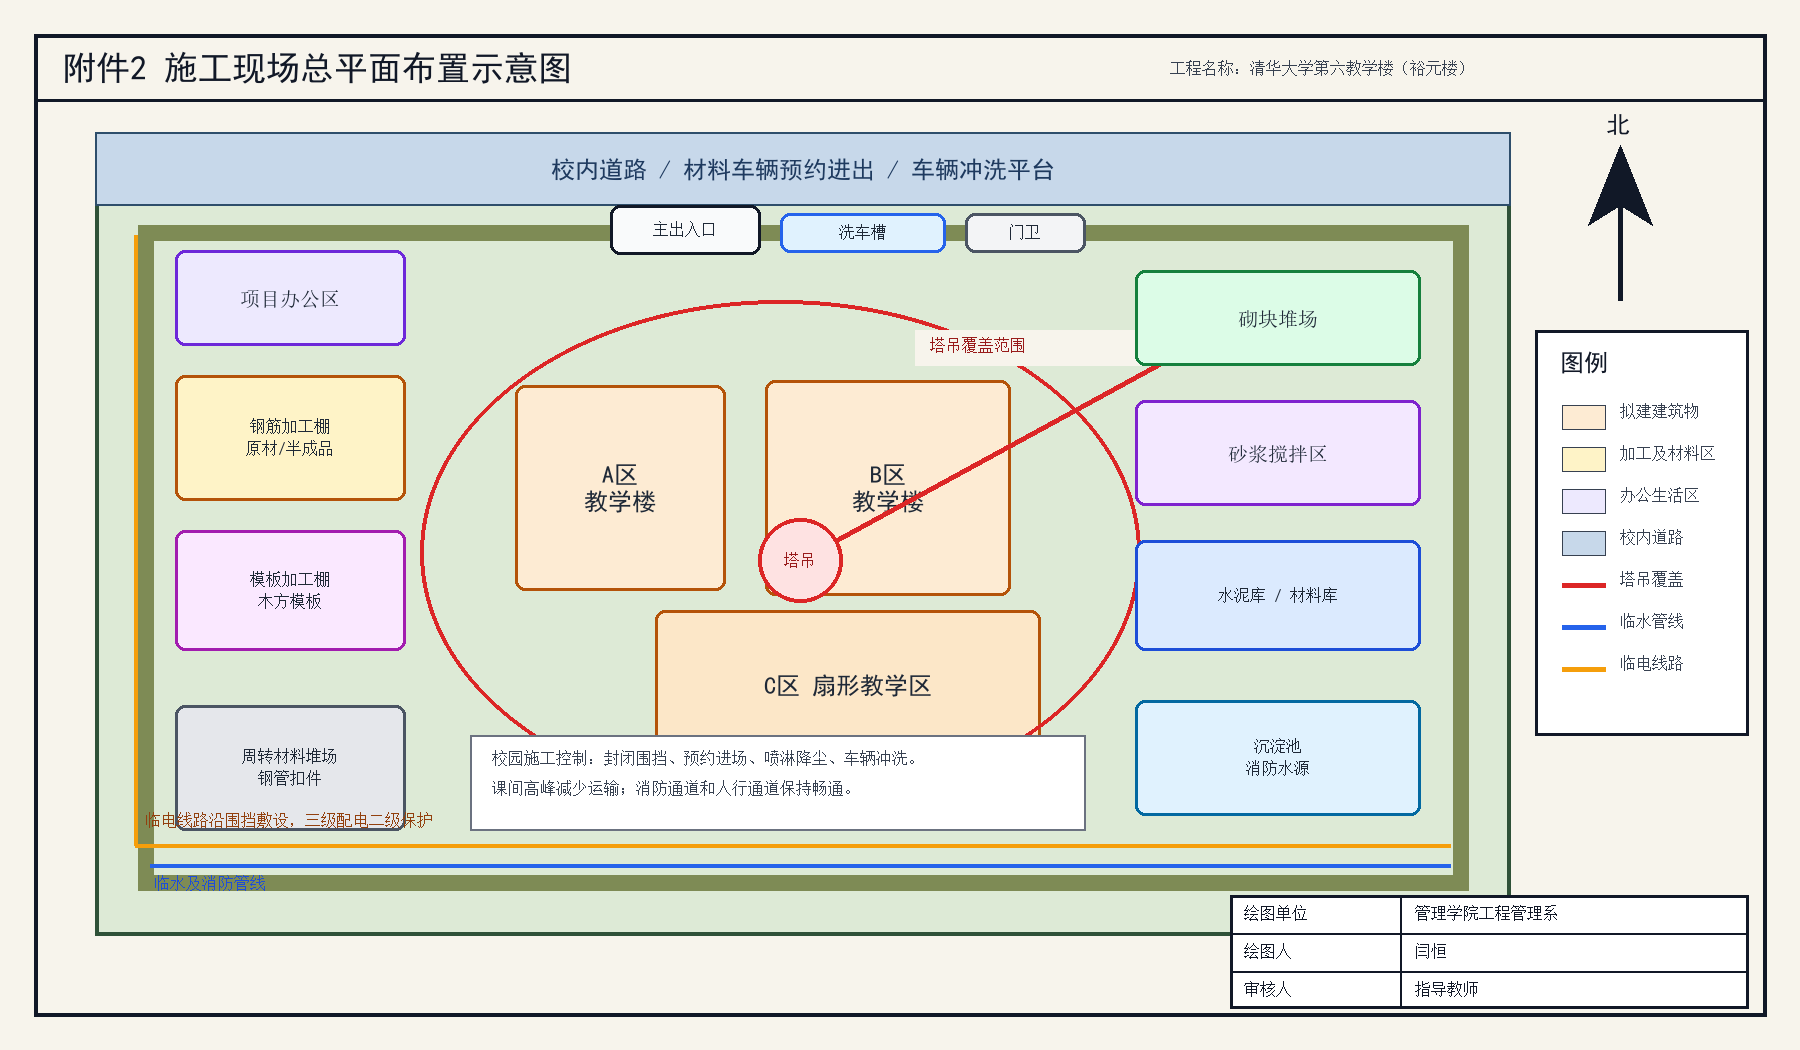 附件2 施工现场总平面布置示意图
工程名称：清华大学第六教学楼（裕元楼）
北
校内道路 / 材料车辆预约进出 / 车辆冲洗平台
主出入口
洗车槽
门卫
项目办公区
砌块堆场
塔吊覆盖范围
钢筋加工棚
原材/半成品
A区
教学楼
B区
教学楼
砂浆搅拌区
塔吊
模板加工棚
木方模板
水泥库 / 材料库
C区 扇形教学区
周转材料堆场
钢管扣件
沉淀池
消防水源
校园施工控制：封闭围挡、预约进场、喷淋降尘、车辆冲洗。
课间高峰减少运输；消防通道和人行通道保持畅通。
临电线路沿围挡敷设，三级配电二级保护
临水及消防管线
图例
拟建建筑物
加工及材料区
办公生活区
校内道路
塔吊覆盖
临水管线
临电线路
绘图单位 管理学院工程管理系
绘图人 闫恒
审核人 指导教师